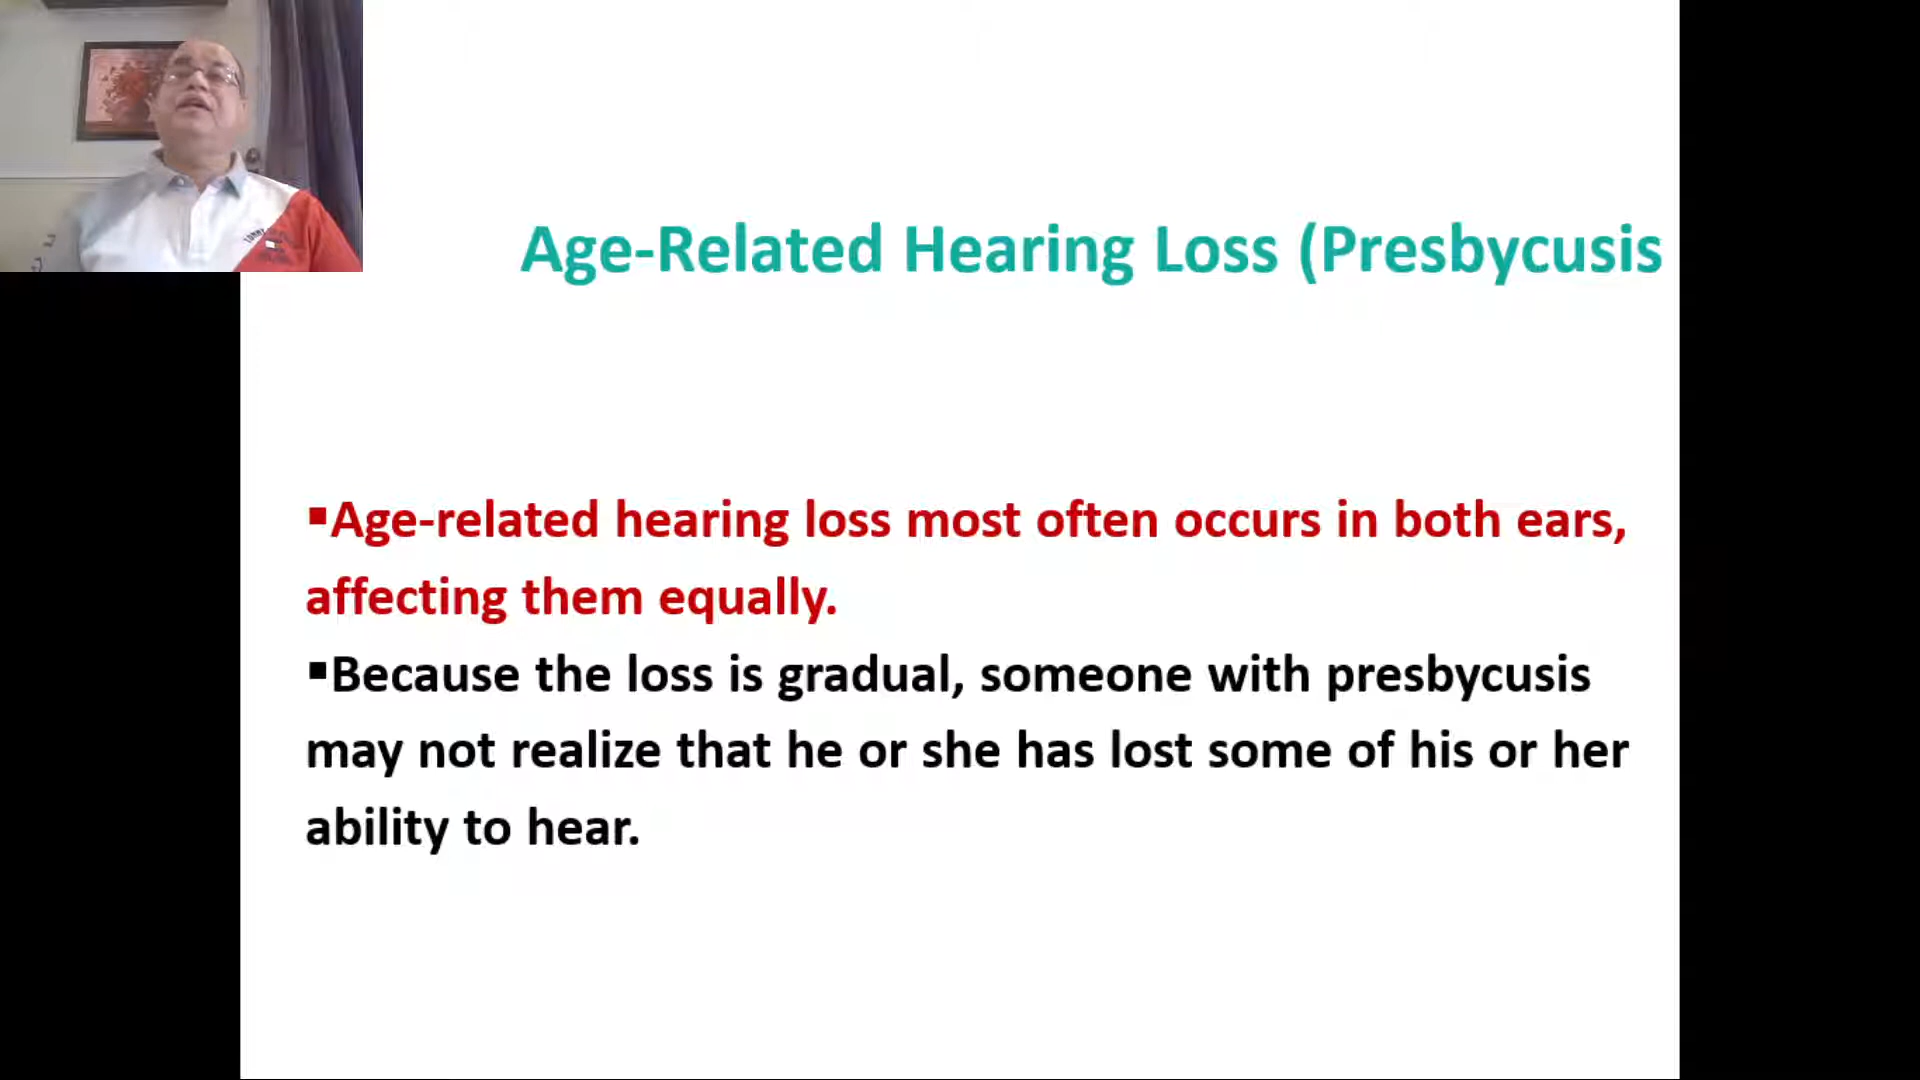 Age-Related Hearing Loss (Presbycusis
▪Age-related hearing loss most often occurs in both ears,
affecting them equally.
▪Because the loss is gradual, someone with presbycusis
may not realize that he or she has lost some of his or her
ability to hear.